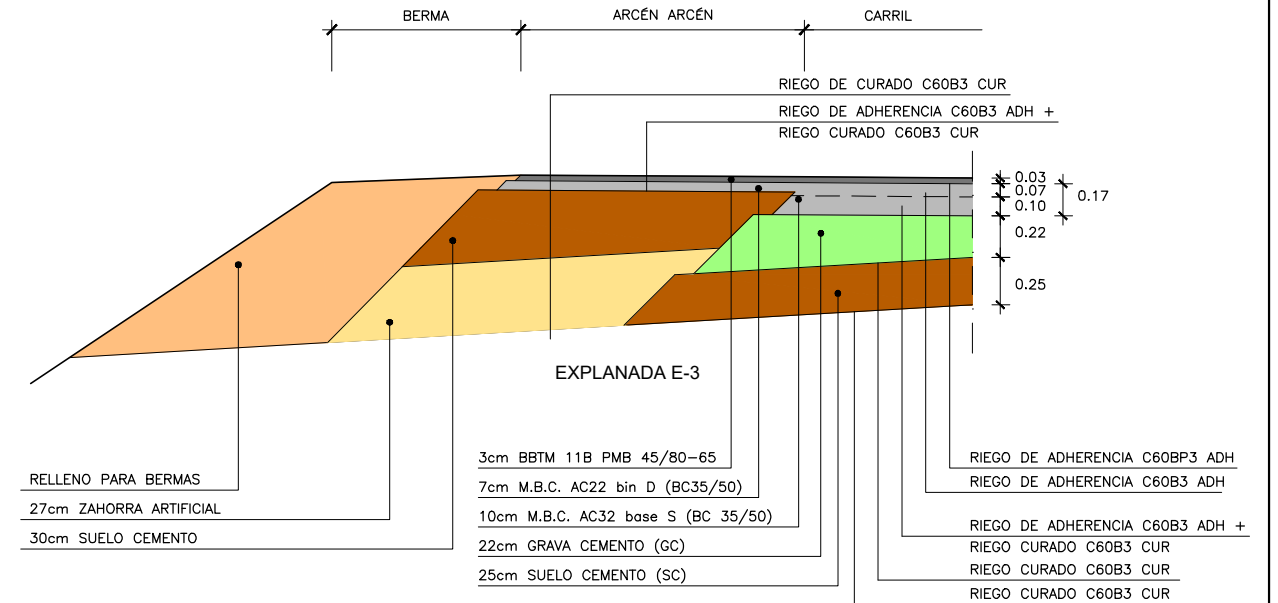 BERMA
ARCÉN ARCÉN
CARRIL
RIEGO DE CURADO C60B3 CUR
RIEGO DE ADHERENCIA C60B3 ADH +
RIEGO CURADO C60B3 CUR
0.03
0.07
0.10
0.17
0.22
0.25
EXPLANADA E-3
RELLENO PARA BERMAS
27cm ZAHORRA ARTIFICIAL
30cm SUELO CEMENTO
3cm BBTM 11B PMB 45/80-65
7cm M.B.C. AC22 bin D (BC35/50)
10cm M.B.C. AC32 base S (BC 35/50)
22cm GRAVA CEMENTO (GC)
25cm SUELO CEMENTO (SC)
RIEGO DE ADHERENCIA C60BP3 ADH
RIEGO DE ADHERENCIA C60B3 ADH
RIEGO DE ADHERENCIA C60B3 ADH +
RIEGO CURADO C60B3 CUR
RIEGO CURADO C60B3 CUR
RIEGO CURADO C60B3 CUR